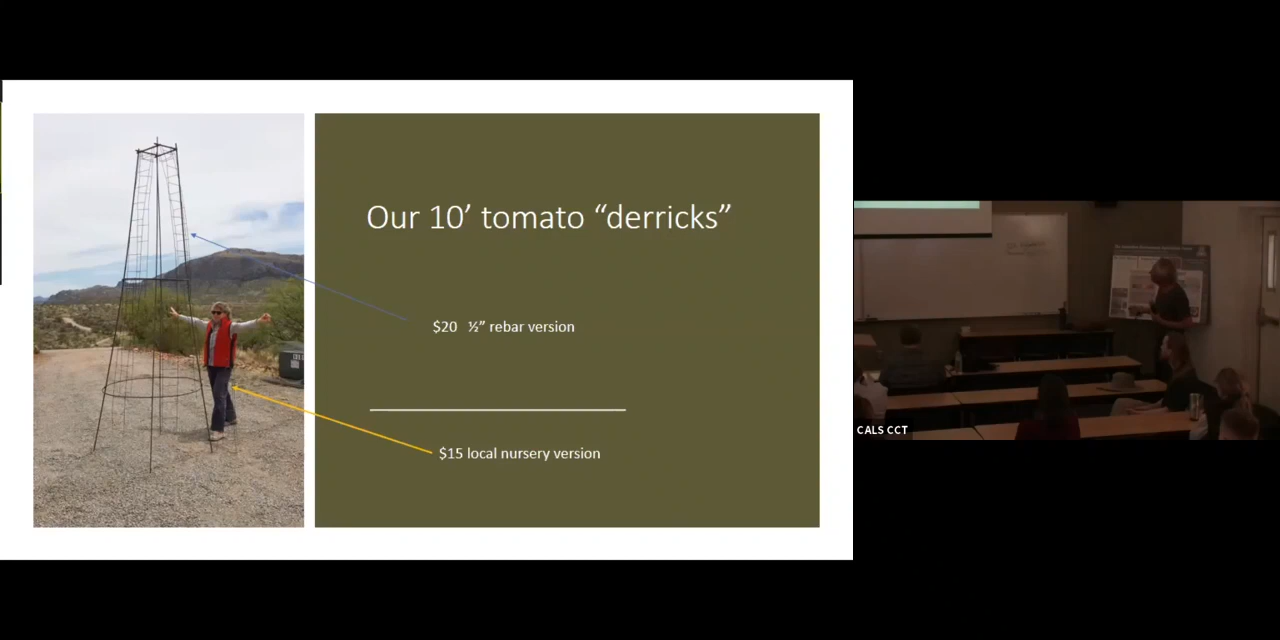 Our 10’ tomato “derricks”
$20 ½” rebar version
$15 local nursery version
CALS CCT